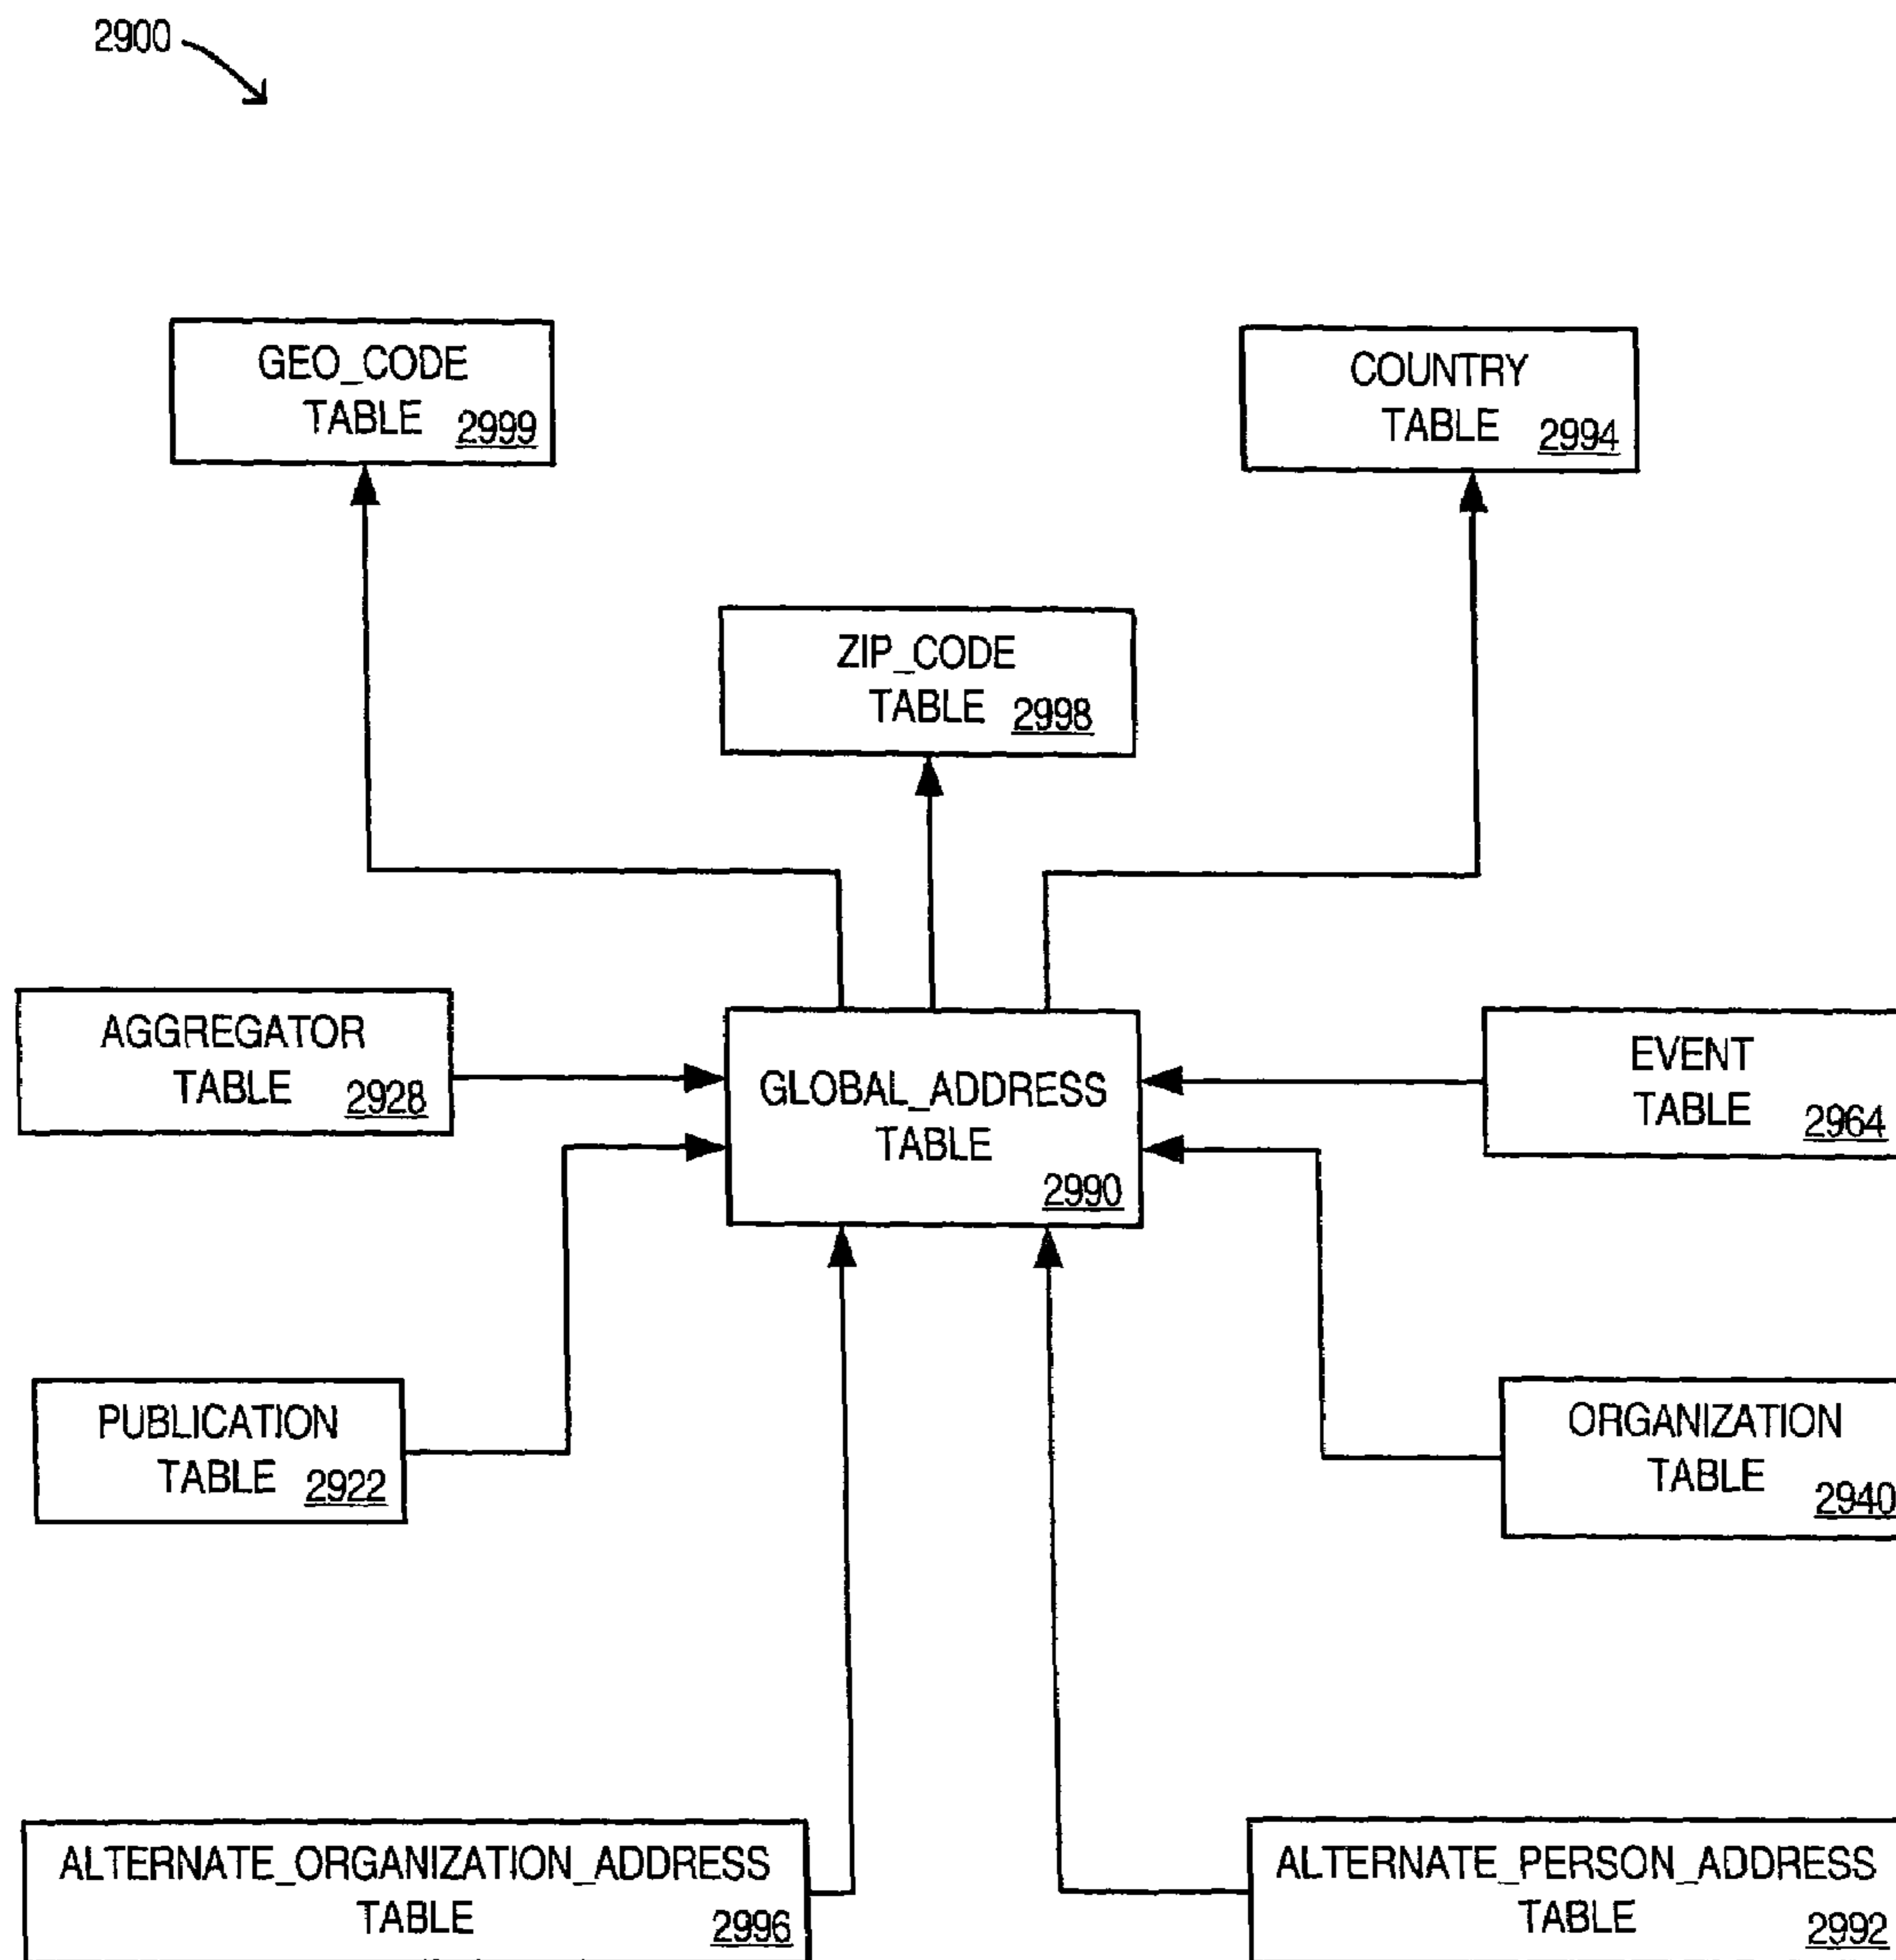 2900
GEO_CODE
TABLE 2999
COUNTRY
TABLE 2994
ZIP_CODE
TABLE 2998
AGGREGATOR
TABLE 2928
GLOBAL_ADDRESS
TABLE
2990
EVENT
TABLE 2964
PUBLICATION
TABLE 2922
ORGANIZATION
TABLE 2940
ALTERNATE_ORGANIZATION_ADDRESS
TABLE 2996
ALTERNATE_PERSON_ADDRESS
TABLE 2992